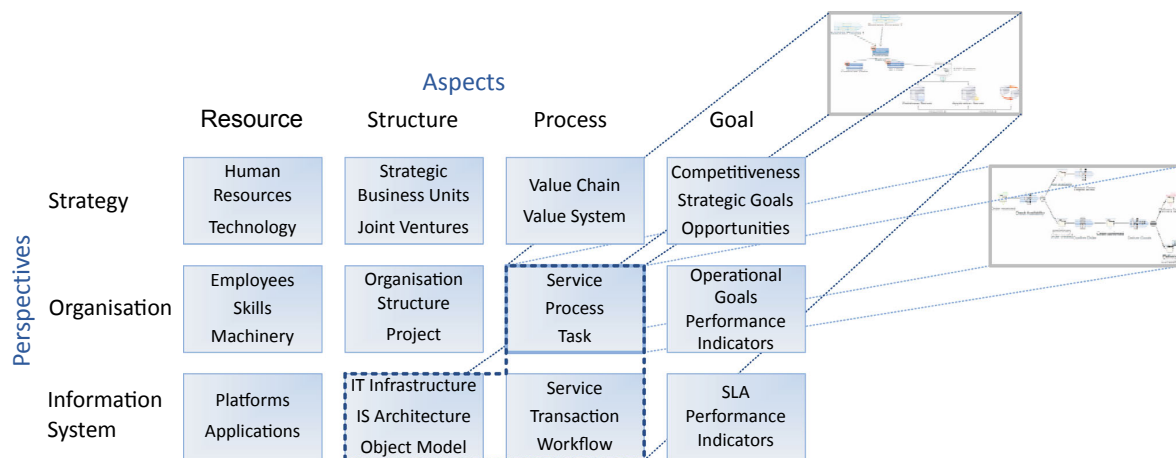 Aspects
Resource
Structure
Process
Goal
Perspectives
Strategy
Human
Resources
Technology
Strategic
Business Units
Joint Ventures
Value Chain
Value System
Competitiveness
Strategic Goals
Opportunities
Organisation
Employees
Skills
Machinery
Organisation
Structure
Project
Service
Process
Task
Operational
Goals
Performance
Indicators
Information
System
Platforms
Applications
IT Infrastructure
IS Architecture
Object Model
Service
Transaction
Workflow
SLA
Performance
Indicators